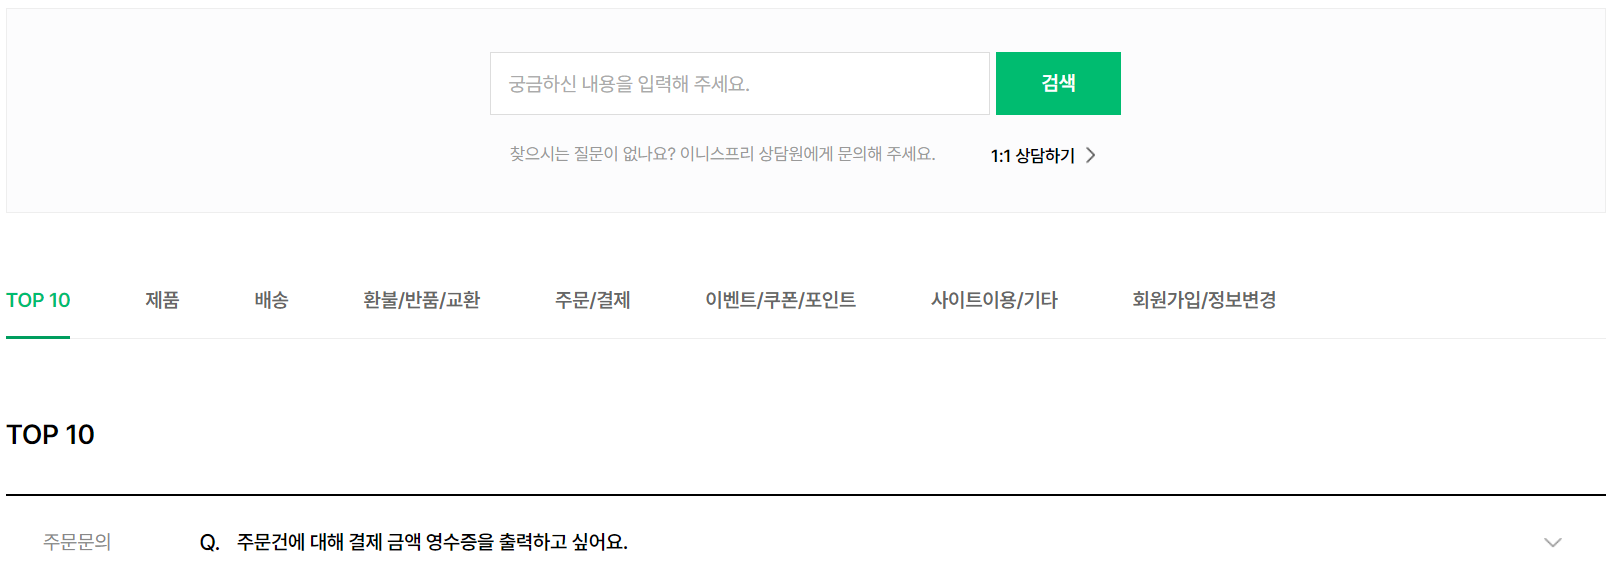 궁금하신 내용을 입력해 주세요. 검색
찾으시는 질문이 없나요? 이니스프리 상담원에게 문의해 주세요. 1:1 상담하기
TOP 10 제품 배송 환불/반품/교환 주문/결제 이벤트/쿠폰/포인트 사이트이용/기타 회원가입/정보변경
TOP 10
주문문의 Q. 주문건에 대해 결제 금액 영수증을 출력하고 싶어요.